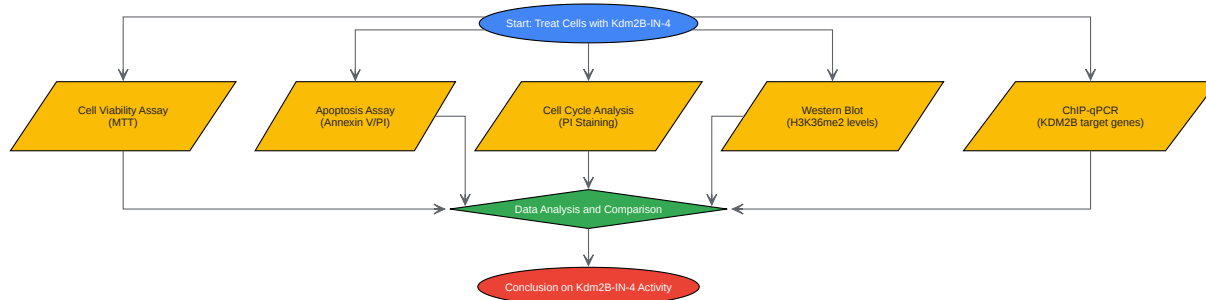 Start: Treat Cells with Kdm2B-IN-4
Cell Viability Assay
(MTT)
Apoptosis Assay
(Annexin V/PI)
Cell Cycle Analysis
(PI Staining)
Western Blot
(H3K36me2 levels)
ChIP-qPCR
(KDM2B target genes)
Data Analysis and Comparison
Conclusion on Kdm2B-IN-4 Activity